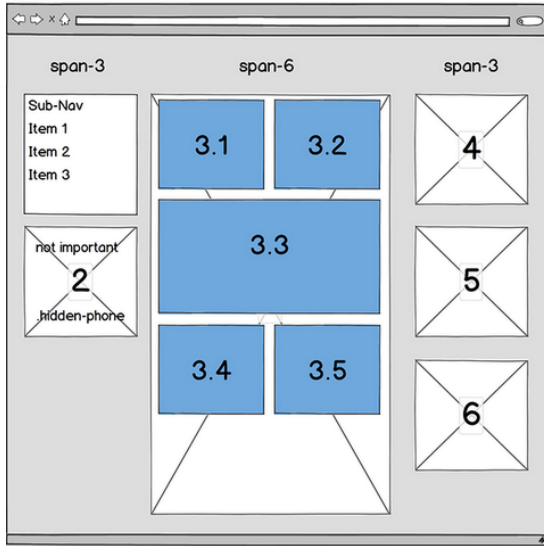 span-3
span-6
span-3
Sub-Nav
Item 1
Item 2
Item 3
not important
2
.hidden-phone
3.1
3.2
3.3
3.4
3.5
4
5
6